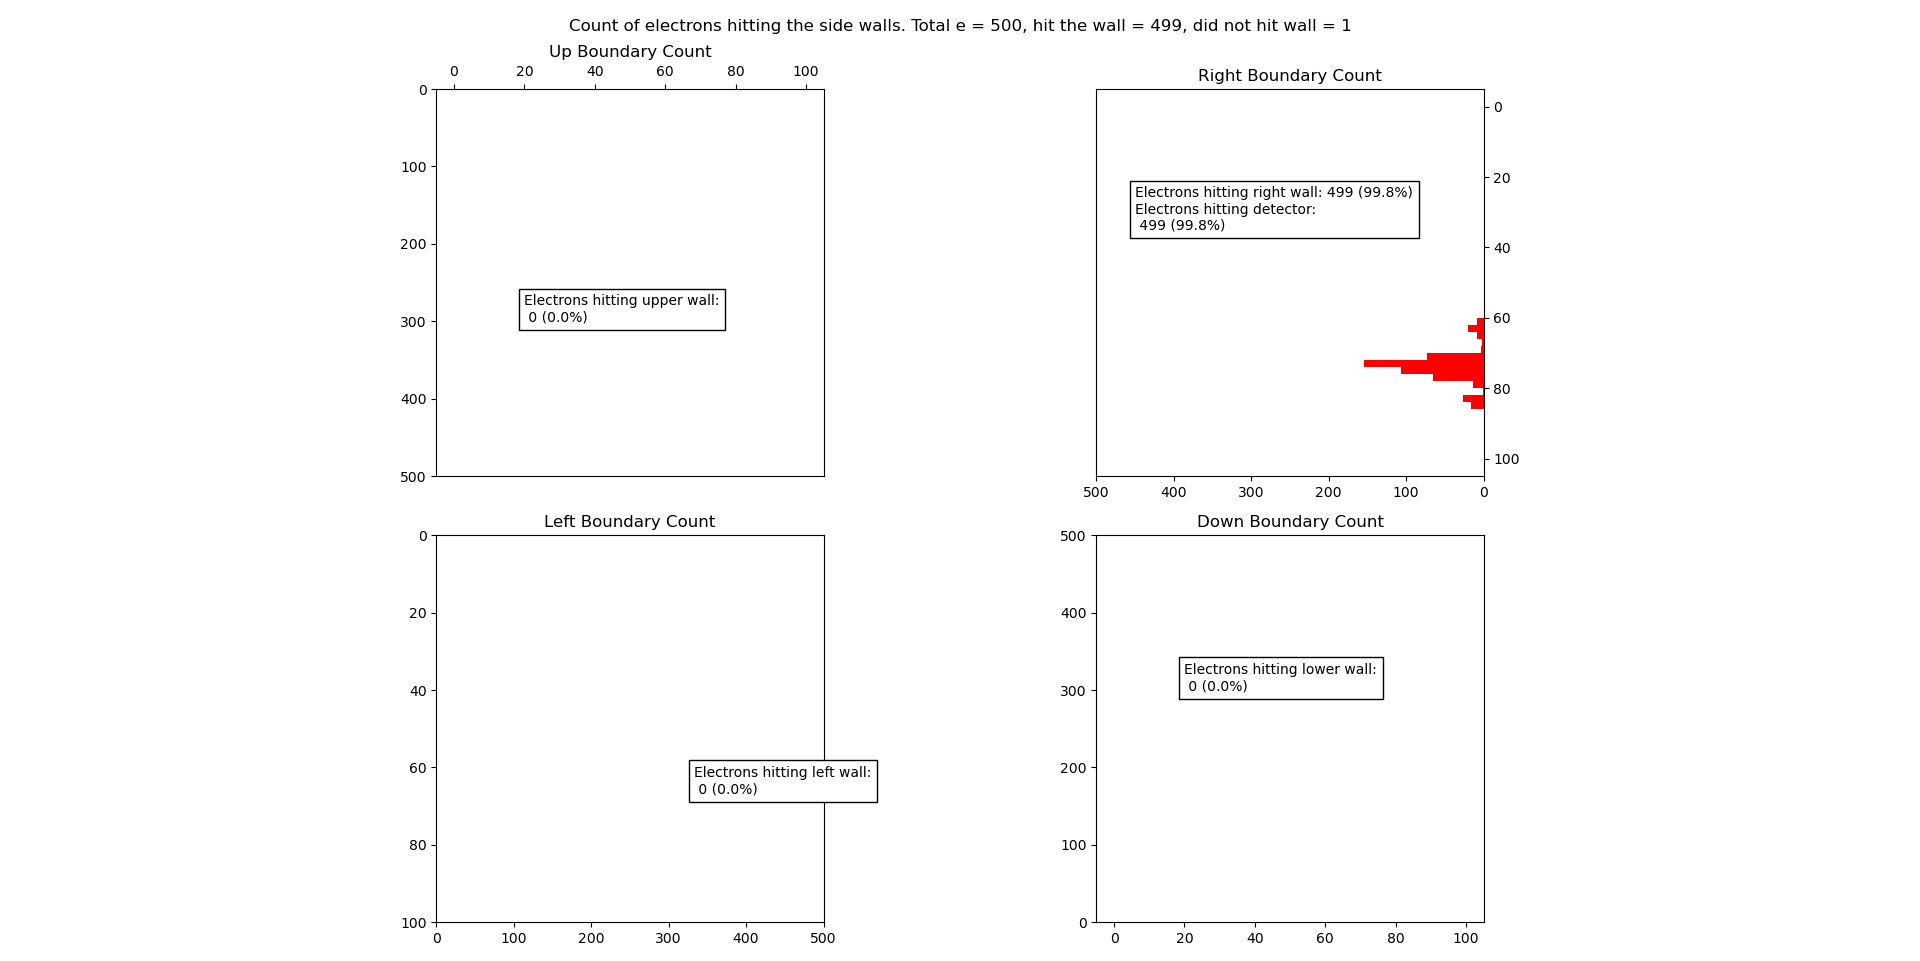 Count of electrons hitting the side walls. Total e = 500, hit the wall = 499, did not hit wall = 1
Up Boundary Count
0 20 40 60 80 100
0
100
200
300
400
500
Electrons hitting upper wall:
0 (0.0%)
Right Boundary Count
Electrons hitting right wall: 499 (99.8%)
Electrons hitting detector:
499 (99.8%)
0
20
40
60
80
100
500 400 300 200 100 0
Left Boundary Count
0
20
40
60
80
100
Electrons hitting left wall:
0 (0.0%)
0 100 200 300 400 500
Down Boundary Count
500
400
300
200
100
0
Electrons hitting lower wall:
0 (0.0%)
0 20 40 60 80 100